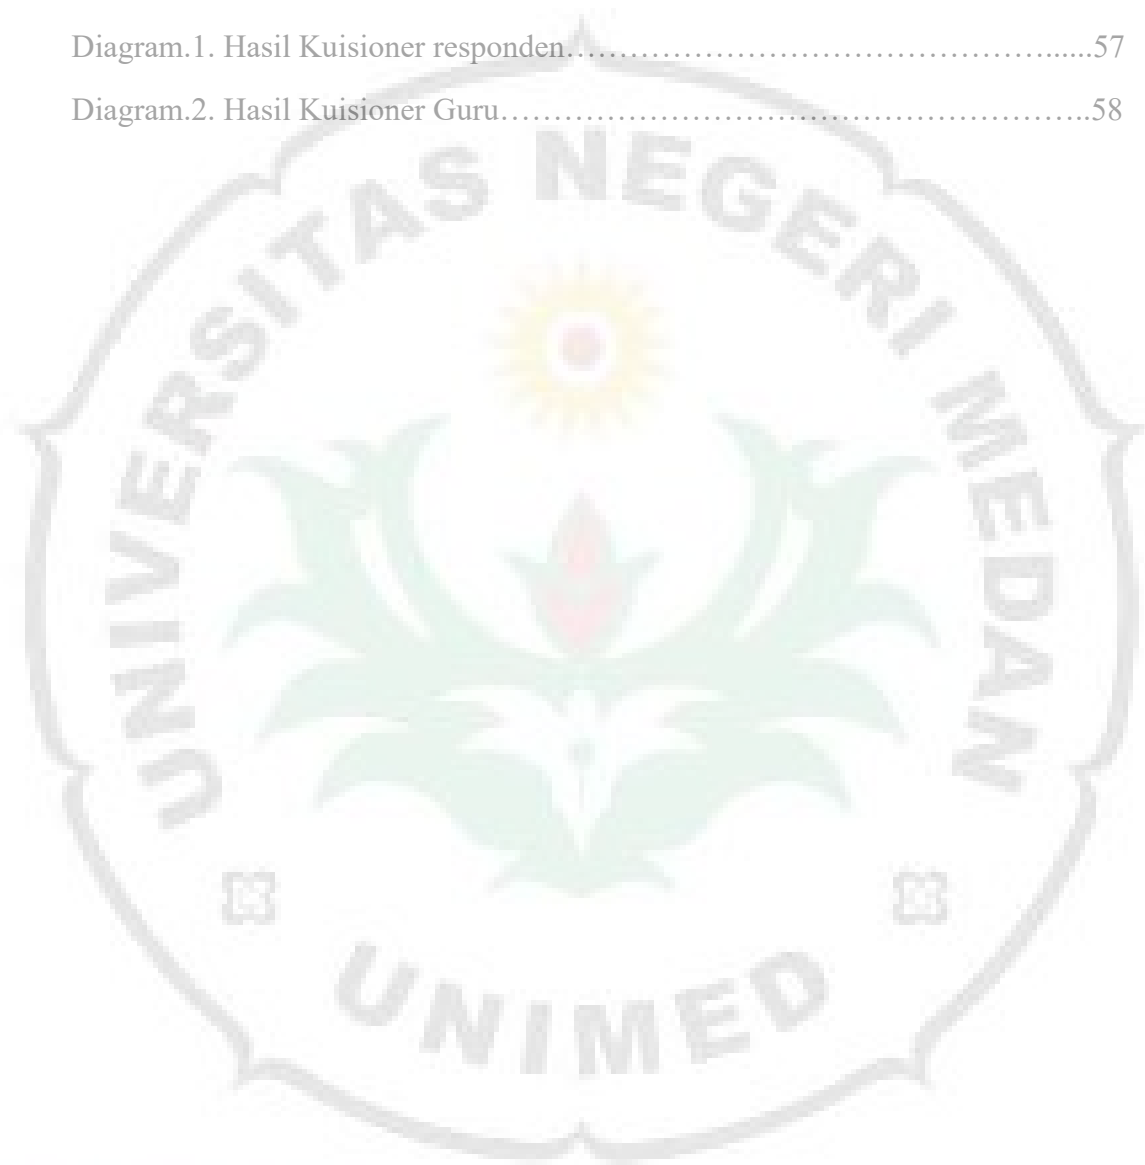 Diagram.1. Hasil Kuisioner responden…………………………………………......57
Diagram.2. Hasil Kuisioner Guru…………………………………………………..58
UNIVERSITAS NEGERI MEDAN
UNIMED